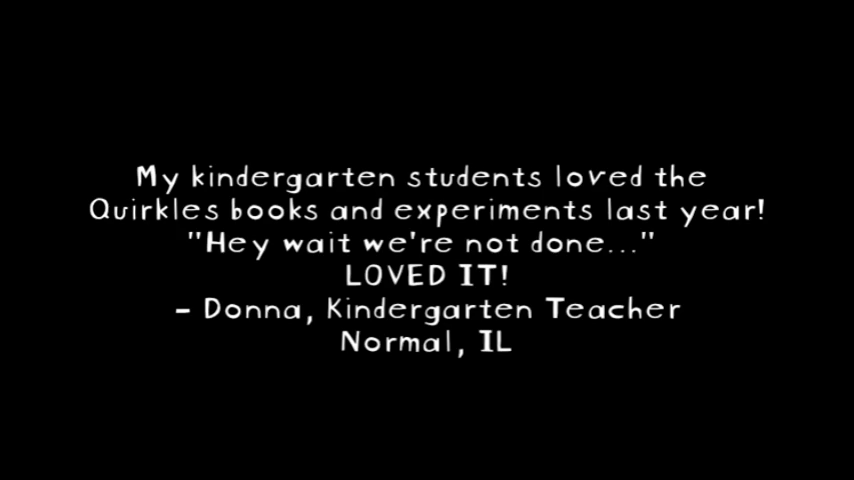 My kindergarten students loved the
Quirkles books and experiments last year!
"Hey wait we're not done..."
LOVED IT!
- Donna, Kindergarten Teacher
Normal, IL